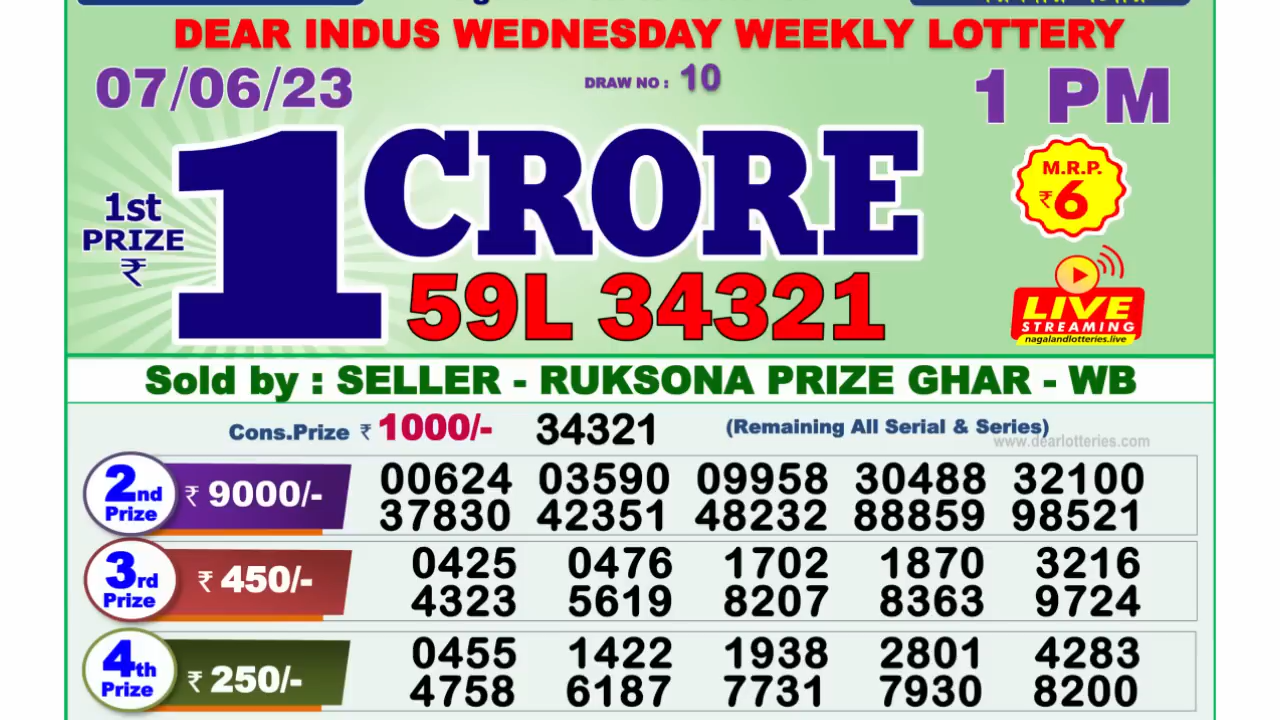 DEAR INDUS WEDNESDAY WEEKLY LOTTERY
07/06/23 DRAW NO : 10 1 PM
1st PRIZE ₹ 1 CRORE
M.R.P. ₹6
59L 34321
LIVE
STREAMING
nagalandlotteries.live
Sold by : SELLER - RUKSONA PRIZE GHAR - WB
Cons.Prize ₹ 1000/- 34321 (Remaining All Serial & Series)
www.dearlotteries.com
2nd Prize ₹ 9000/-
00624 03590 09958 30488 32100
37830 42351 48232 88859 98521
3rd Prize ₹ 450/-
0425 0476 1702 1870 3216
4323 5619 8207 8363 9724
4th Prize ₹ 250/-
0455 1422 1938 2801 4283
4758 6187 7731 7930 8200